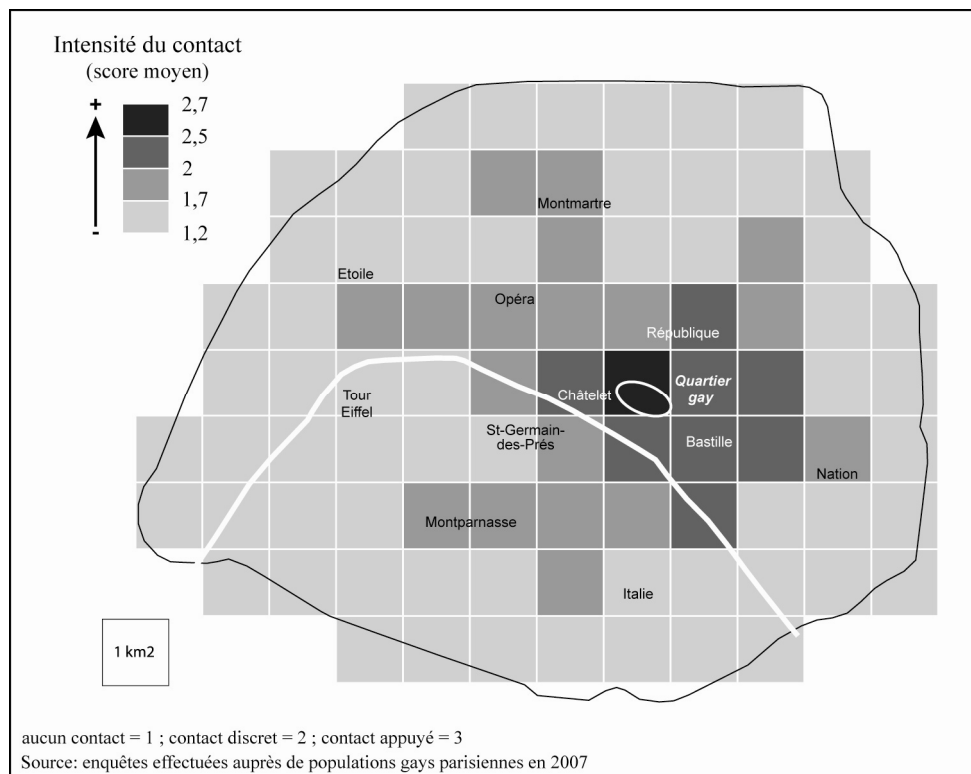 Intensité du contact
(score moyen)
+
2,7
2,5
2
1,7
-
1,2
Montmartre
Etoile
Opéra
République
Tour
Eiffel
Châtelet
Quartier
gay
St-Germain-
des-Prés
Bastille
Nation
Montparnasse
Italie
1 km2
aucun contact = 1 ; contact discret = 2 ; contact appuyé = 3
Source: enquêtes effectuées auprès de populations gays parisiennes en 2007